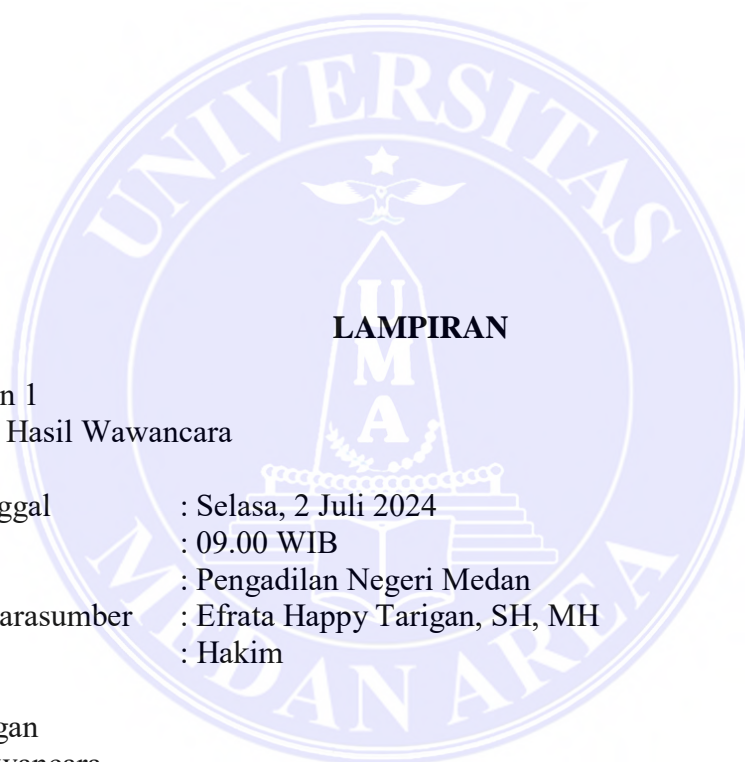 UNIVERSITAS
UMA
MEDAN AREA
LAMPIRAN
n 1
Hasil Wawancara
ggal : Selasa, 2 Juli 2024
: 09.00 WIB
: Pengadilan Negeri Medan
arasumber : Efrata Happy Tarigan, SH, MH
: Hakim
gan